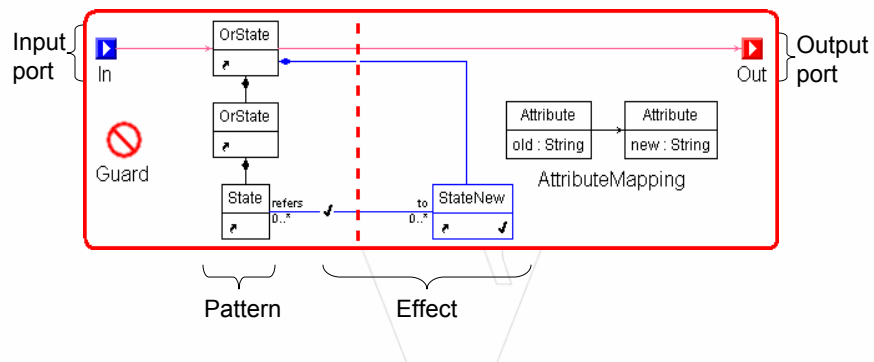 Input
port
In
OrState
Out
Output
port
Guard
OrState
Attribute
old : String
Attribute
new : String
AttributeMapping
State
refers
0..*
to
0..*
StateNew
Pattern
Effect